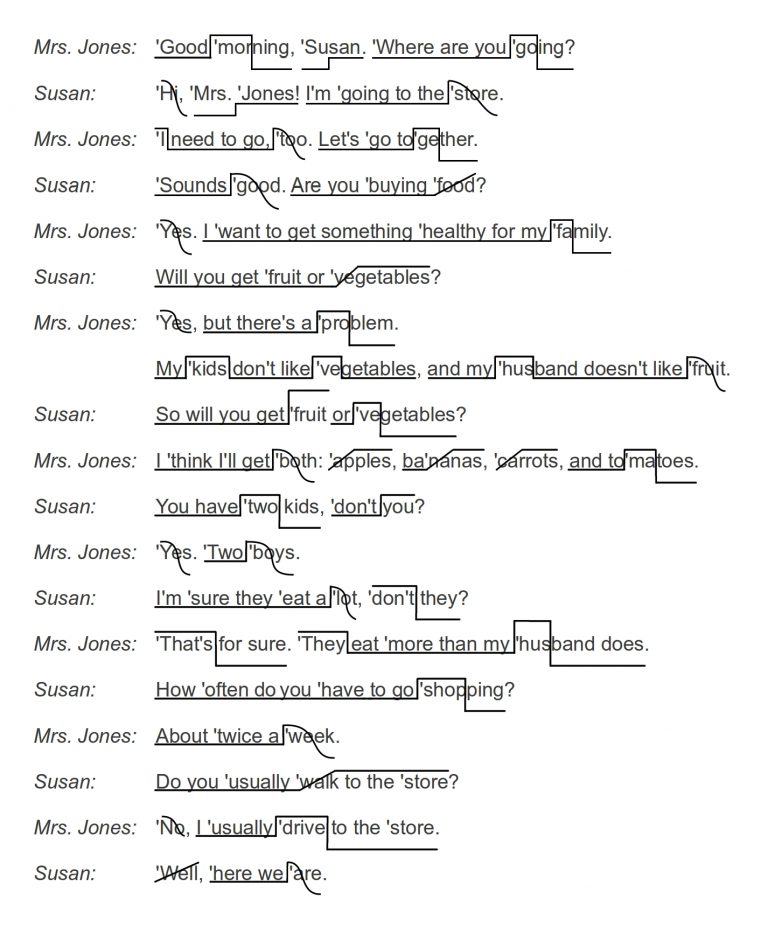 Mrs. Jones: 'Good 'morning, 'Susan. 'Where are you 'going?
Susan: 'Hi, 'Mrs. 'Jones! I'm 'going to the 'store.
Mrs. Jones: 'I need to go, 'too. Let's 'go to'gether.
Susan: 'Sounds 'good. Are you 'buying 'food?
Mrs. Jones: 'Yes. I 'want to get something 'healthy for my 'family.
Susan: Will you get 'fruit or 'vegetables?
Mrs. Jones: 'Yes, but there's a 'problem.
My 'kids don't like 'vegetables, and my 'husband doesn't like 'fruit.
Susan: So will you get 'fruit or 'vegetables?
Mrs. Jones: I 'think I'll get 'both: 'apples, ba'nanas, 'carrots, and to'matoes.
Susan: You have 'two kids, 'don't you?
Mrs. Jones: 'Yes. 'Two 'boys.
Susan: I'm 'sure they 'eat a 'lot, 'don't they?
Mrs. Jones: 'That's for sure. 'They eat 'more than my 'husband does.
Susan: How 'often do you 'have to go 'shopping?
Mrs. Jones: About 'twice a 'week.
Susan: Do you 'usually 'walk to the 'store?
Mrs. Jones: 'No, I 'usually 'drive to the 'store.
Susan: 'Well, 'here we 'are.